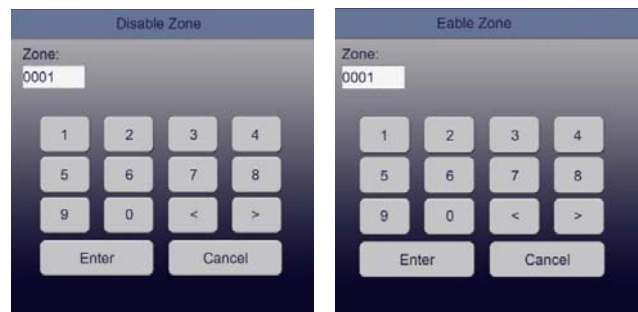 Disable Zone
Zone:
0001
1 2 3 4
5 6 7 8
9 0 < >
Enter Cancel
Eable Zone
Zone:
0001
1 2 3 4
5 6 7 8
9 0 < >
Enter Cancel